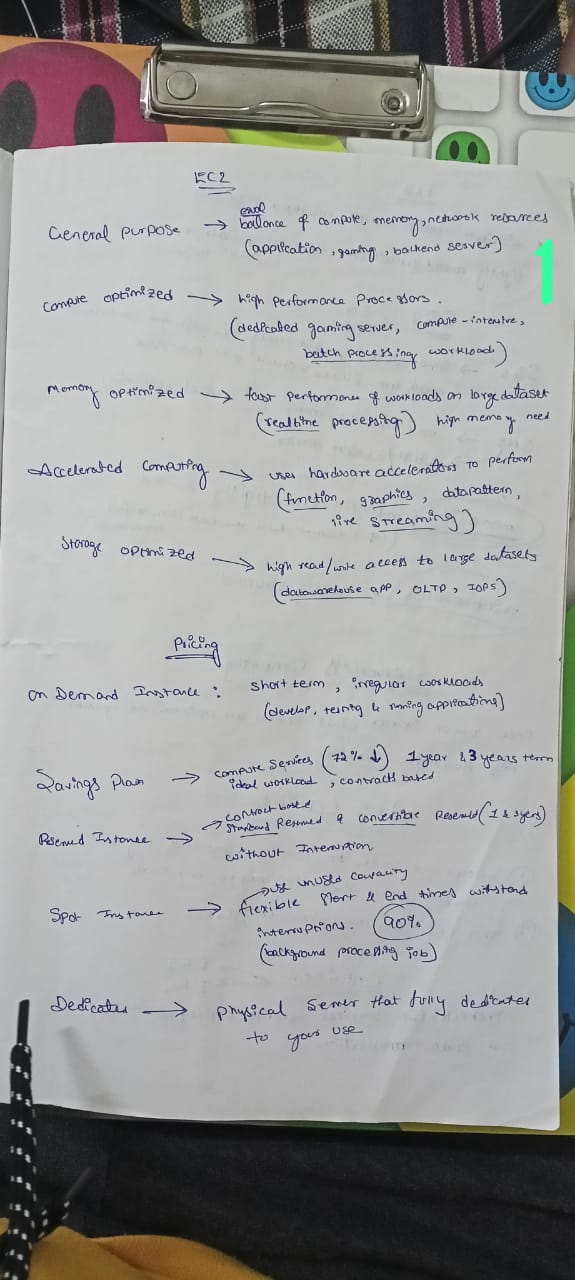 EC2
General purpose → equal balance of compute, memory, network resources
(application, gaming, backend server)
1
Compute optimized → high performance Processors.
(dedicated gaming server, compute-intensive,
batch processing workloads)
Memory optimized → fast performance of workloads on large dataset
(realtime processing) high memory need
Accelerated Computing → uses hardware accelerators to perform
(function, graphics, datapattern,
live streaming)
Storage optimized → high read/write access to large datasets
(datawarehouse app, OLTP, IOPS)
Pricing
On Demand Instance : short term, irregular workloads
(develop, testing & running applications)
Savings Plan → compute services (72% ↓) 1 year & 3 years term
ideal workload, contracts based
→ contract based
Reserved Instance → Standard Reserved & convertible Reserved (1 & 3yers)
without Interruption
→ use unused capacity
Spot Instance → flexible start & end times withstand
interruptions. 90%
(background processing job)
Dedicated → physical server that fully dedicated
to your use